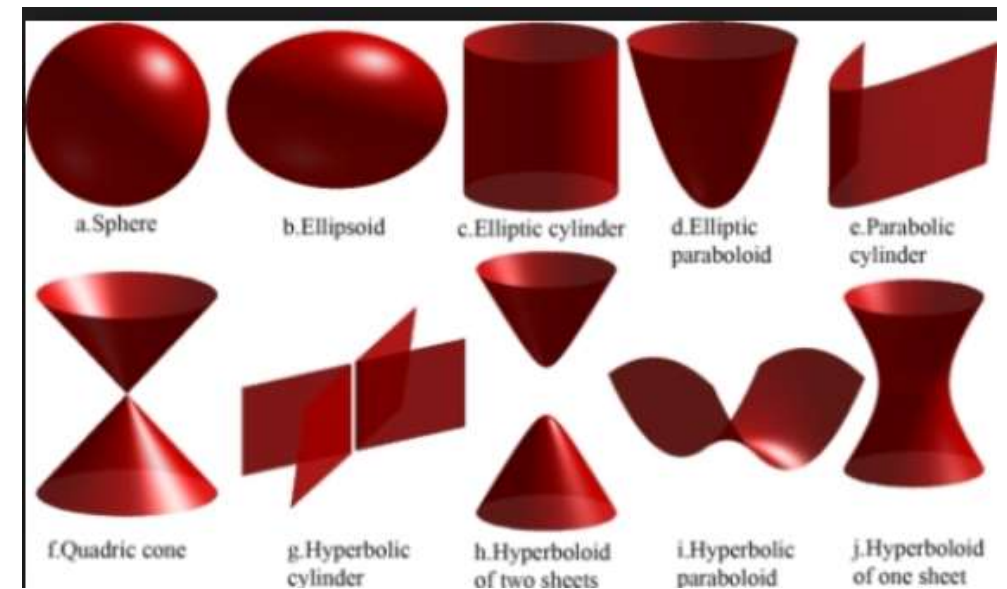 a.Sphere
b.Ellipsoid
c.Elliptic cylinder
d.Elliptic
paraboloid
e.Parabolic
cylinder
f.Quadric cone
g.Hyperbolic
cylinder
h.Hyperboloid
of two sheets
i.Hyperbolic
paraboloid
j.Hyperboloid
of one sheet